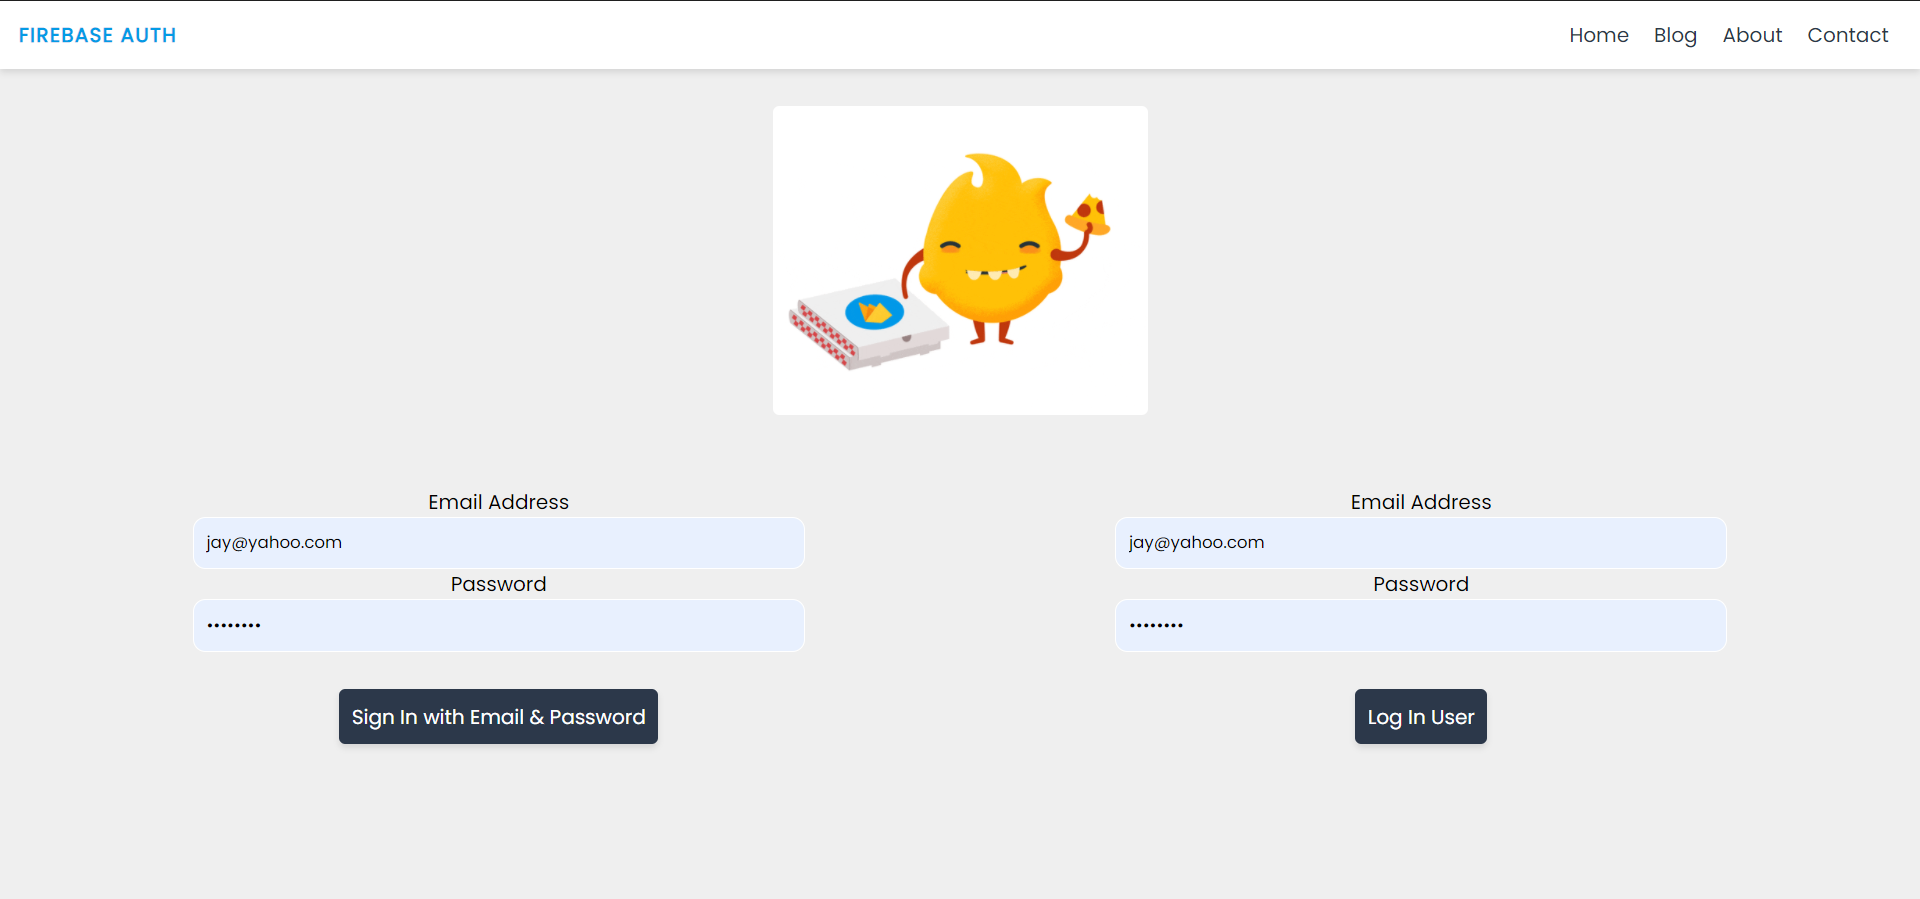 FIREBASE AUTH
Home Blog About Contact
Email Address
jay@yahoo.com
Password
••••••••
Sign In with Email & Password
Email Address
jay@yahoo.com
Password
••••••••
Log In User